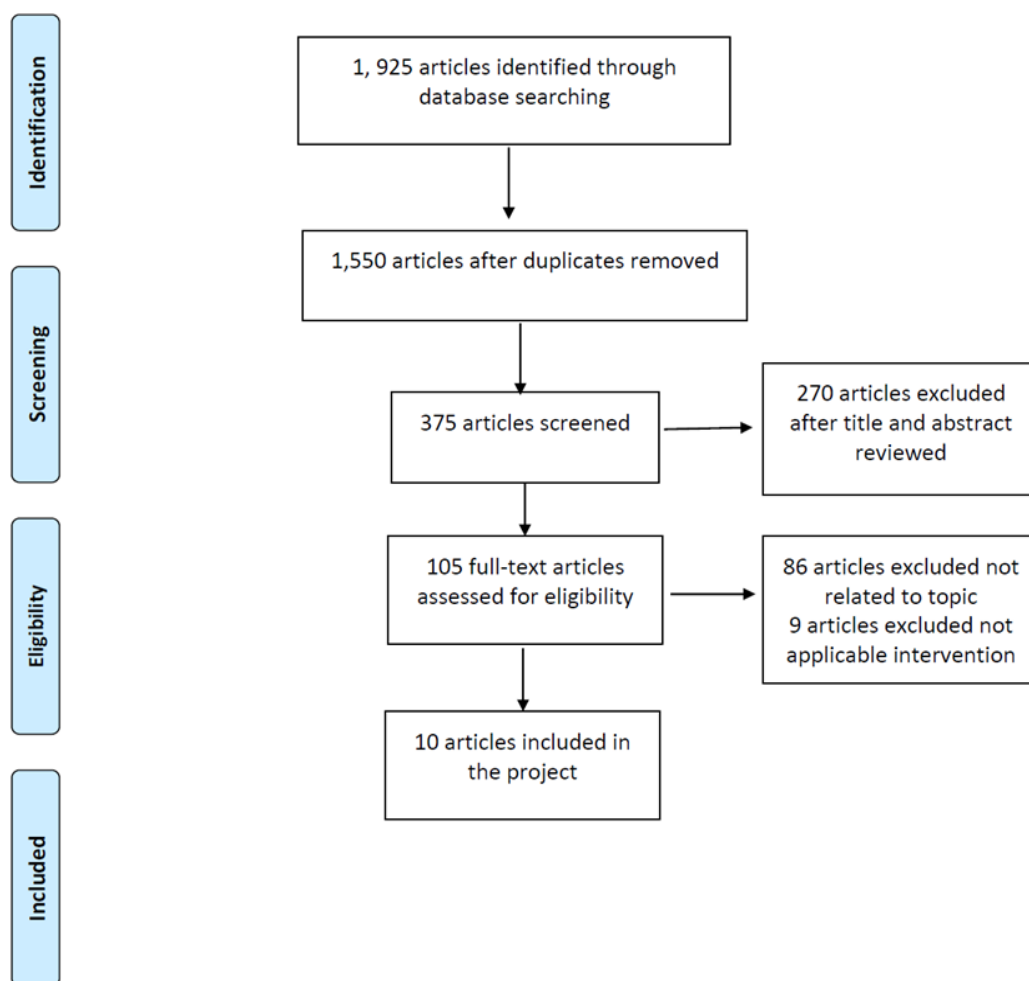 Identification
1, 925 articles identified through
database searching
1,550 articles after duplicates removed
Screening
375 articles screened
270 articles excluded
after title and abstract
reviewed
Eligibility
105 full-text articles
assessed for eligibility
86 articles excluded not
related to topic
9 articles excluded not
applicable intervention
10 articles included in
the project
Included